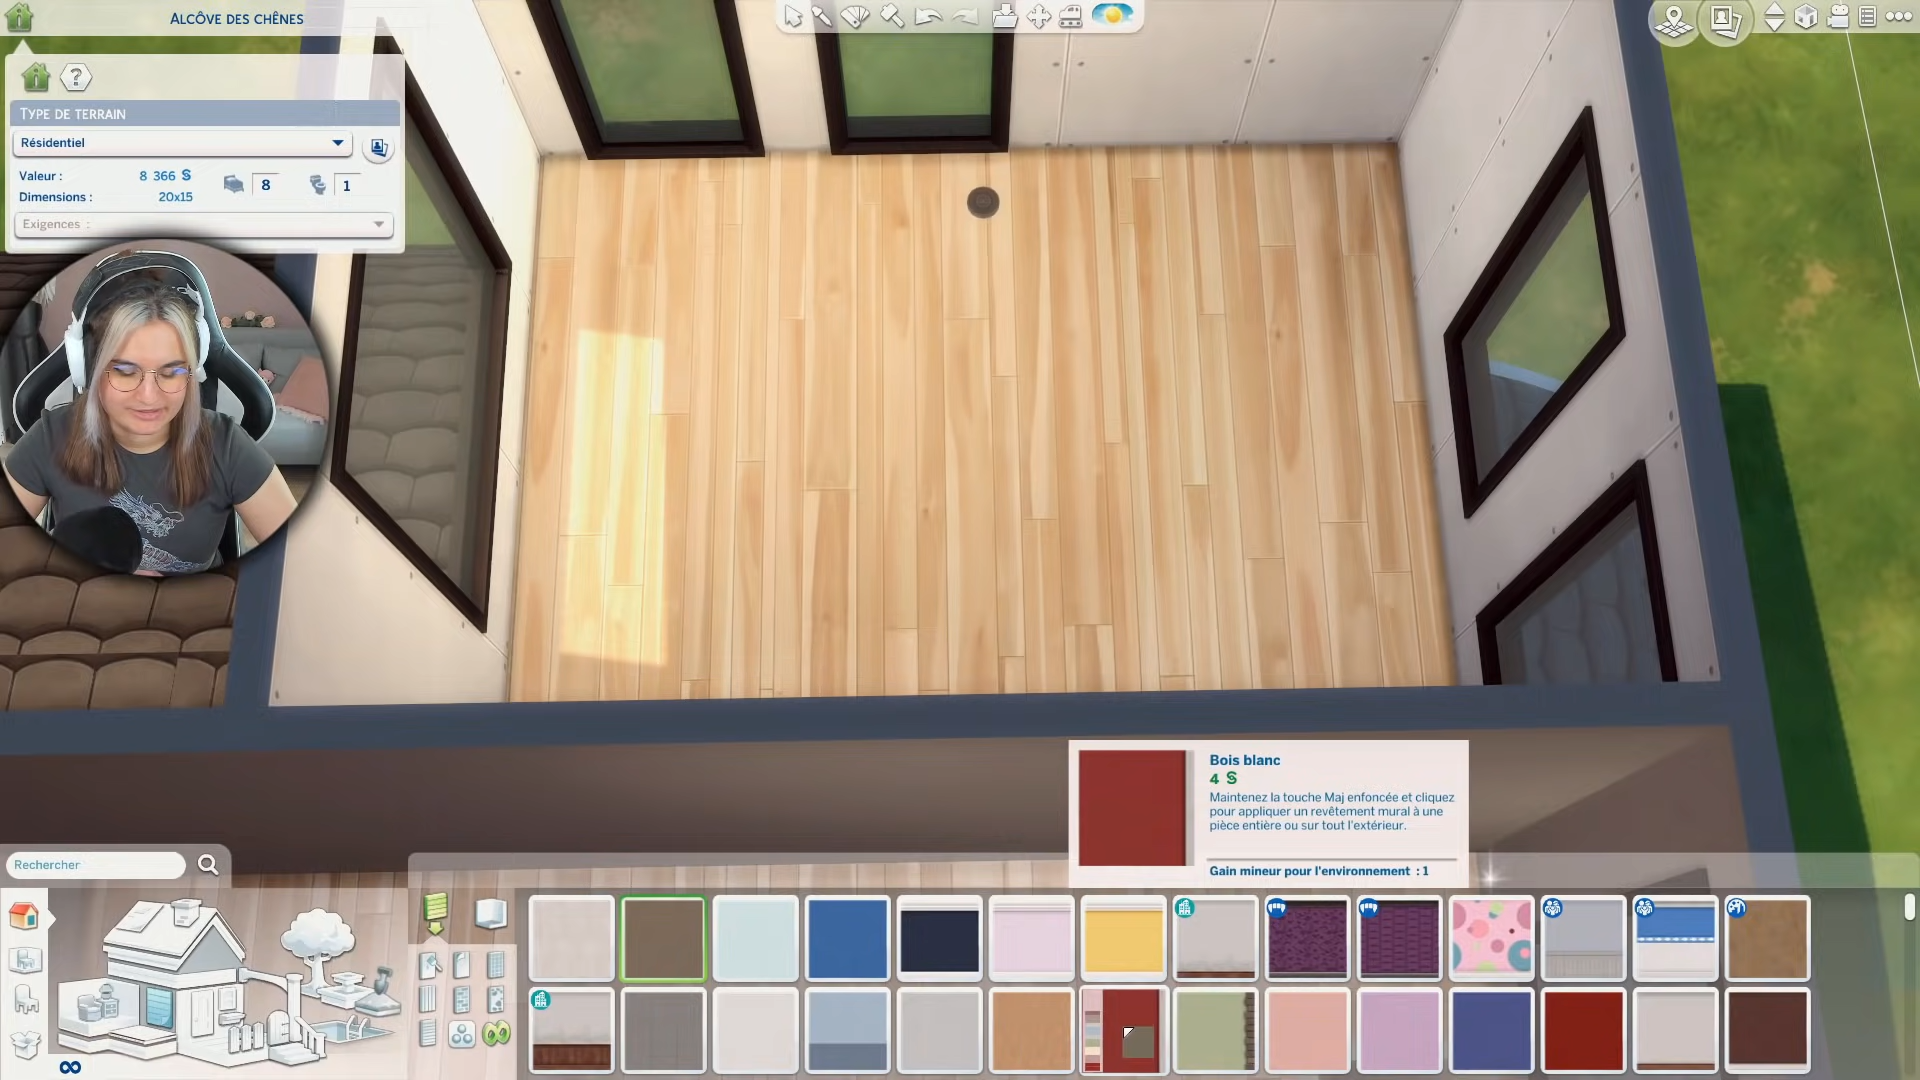 ALCÔVE DES CHÊNES
?
TYPE DE TERRAIN
Résidentiel
Valeur : 8 366 §
8
1
Dimensions : 20x15
Exigences :
Bois blanc
4 §
Maintenez la touche Maj enfoncée et cliquez
pour appliquer un revêtement mural à une
pièce entière ou sur tout l'extérieur.
Gain mineur pour l'environnement : 1
Rechercher